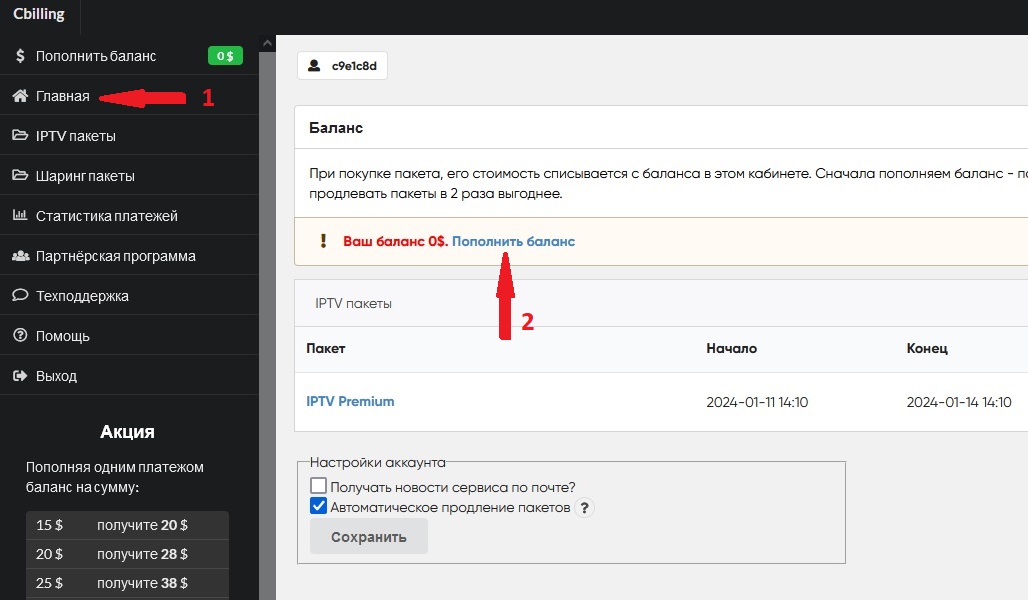 Cbilling
Пополнить баланс 0 $
Главная 1
IPTV пакеты
Шаринг пакеты
Статистика платежей
Партнёрская программа
Техподдержка
Помощь
Выход
Акция
Пополняя одним платежом
баланс на сумму:
15 $ получите 20 $
20 $ получите 28 $
25 $ получите 38 $
c9e1c8d
Баланс
При покупке пакета, его стоимость списывается с баланса в этом кабинете. Сначала пополняем баланс -
продлевать пакеты в 2 раза выгоднее.
! Ваш баланс 0$. Пополнить баланс
2
IPTV пакеты
Пакет Начало Конец
IPTV Premium 2024-01-11 14:10 2024-01-14 14:10
Настройки аккаунта
Получать новости сервиса по почте?
Автоматическое продление пакетов ?
Сохранить